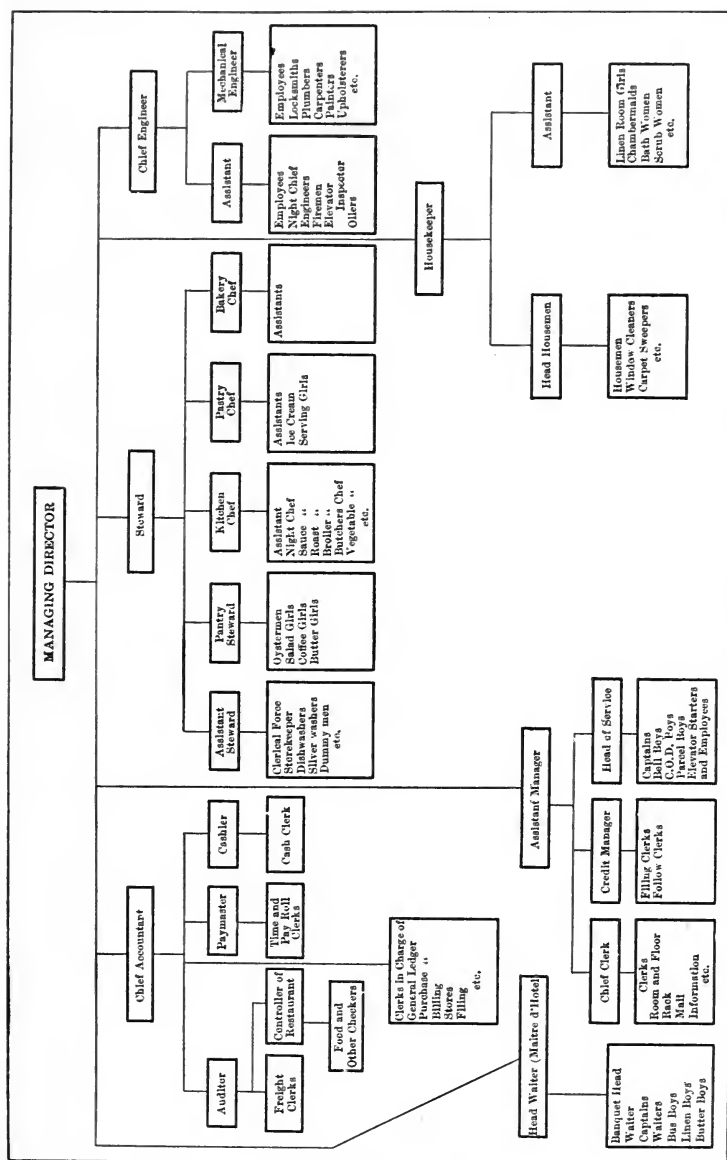 MANAGING DIRECTOR
Chief Accountant
Auditor
Freight
Clerks
Controller of
Restaurant
Food and
Other Checkers
Paymaster
Time and
Pay Roll
Clerks
Cashier
Cash Clerk
Clerks in Charge of
General Ledger
Purchase „
Billing
Stores
Filing
etc.
Steward
Assistant
Steward
Clerical Force
Storekeeper
Dishwashers
Silver washers
Dummy men
etc.
Pantry
Steward
Oystermen
Salad Girls
Coffee Girls
Butter Girls
Kitchen
Chef
Assistant
Night Chef
Sauce „
Roast „
Broiler „
Butchers Chef
Vegetable „
etc.
Pastry
Chef
Assistants
Ice Cream
Serving Girls
Bakery
Chef
Assistants
Chief Engineer
Assistant
Employees
Night Chief
Engineers
Firemen
Elevator
Inspector
Oilers
Mechanical
Engineer
Employees
Locksmiths
Plumbers
Carpenters
Painters
Upholsterers
etc.
Head Waiter (Maitre d'Hotel)
Banquet Head
Waiter
Captains
Waiters
Bus Boys
Linen Boys
Butter Boys
Assistant Manager
Chief Clerk
Clerks
Room and Floor
Rack
Mail
Information
etc.
Credit Manager
Filing Clerks
Follow Clerks
Head of Service
Captains
Bell Boys
C.O.D. Boys
Parcel Boys
Elevator Starters
and Employees
Housekeeper
Head Housemen
Housemen
Window Cleaners
Carpet Sweepers
etc.
Assistant
Linen Room Girls
Chambermaids
Bath Women
Scrub Women
etc.